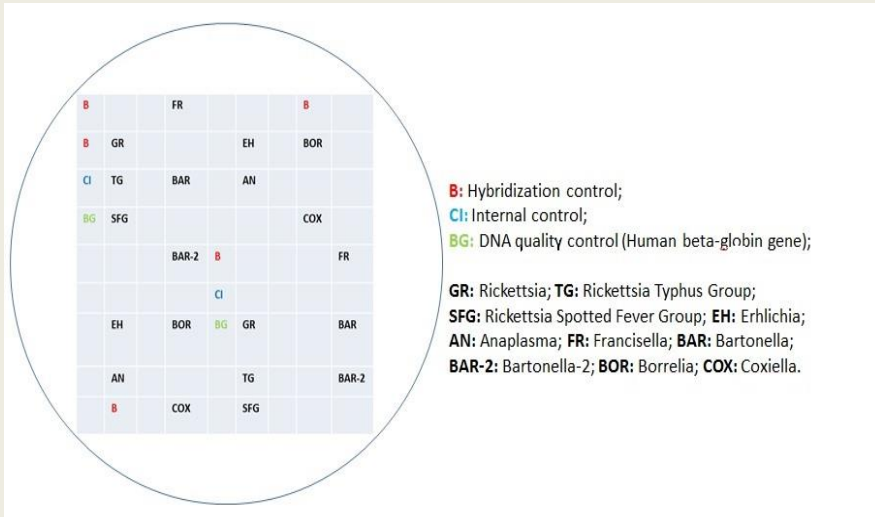 B FR B
B GR EH BOR
CI TG BAR AN
BG SFG COX
BAR-2 B FR
CI
EH BOR BG GR BAR
AN TG BAR-2
B COX SFG
B: Hybridization control;
CI: Internal control;
BG: DNA quality control (Human beta-globin gene);
GR: Rickettsia; TG: Rickettsia Typhus Group;
SFG: Rickettsia Spotted Fever Group; EH: Erhlichia;
AN: Anaplasma; FR: Francisella; BAR: Bartonella;
BAR-2: Bartonella-2; BOR: Borrelia; COX: Coxiella.